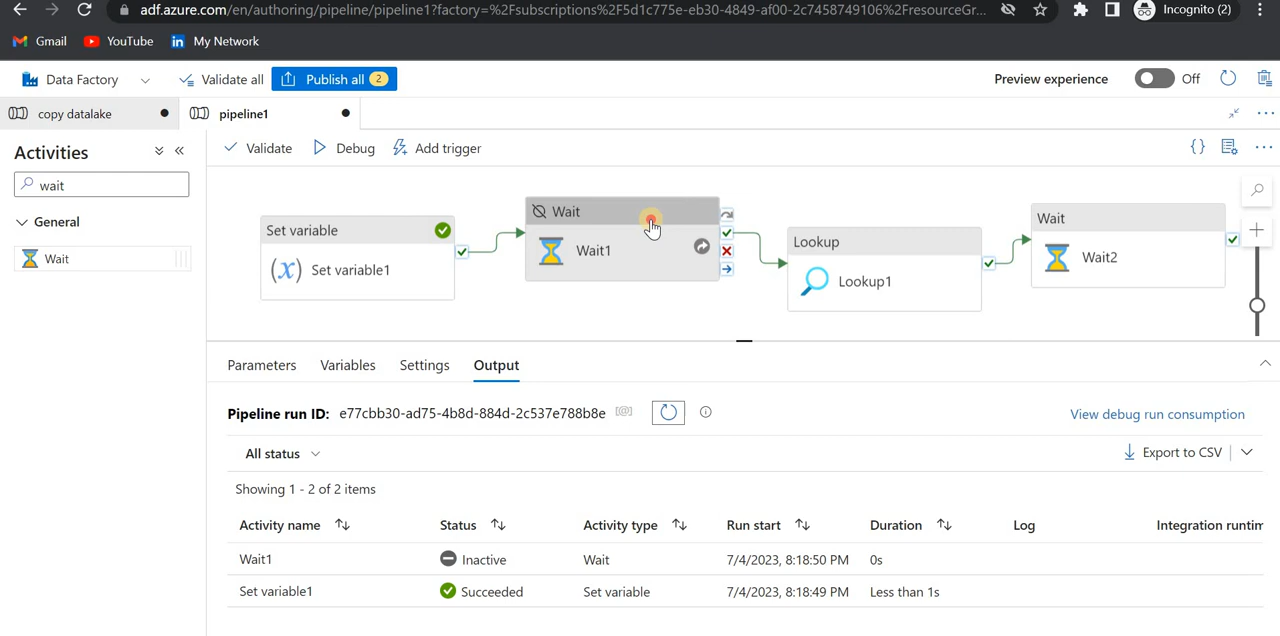 adf.azure.com/en/authoring/pipeline/pipeline1?factory=%2Fsubscriptions%2F5d1c775e-eb30-4849-af00-2c7458749106%2FresourceGr... Incognito (2)
Gmail YouTube My Network
Data Factory Validate all Publish all 2 Preview experience Off
copy datalake pipeline1
Activities Validate Debug Add trigger
wait
General
Wait
Set variable
(x) Set variable1
Wait
Wait1
Lookup
Lookup1
Wait
Wait2
Parameters Variables Settings Output
Pipeline run ID: e77cbb30-ad75-4b8d-884d-2c537e788b8e View debug run consumption
All status Export to CSV
Showing 1 - 2 of 2 items
Activity name Status Activity type Run start Duration Log Integration runtim
Wait1 Inactive Wait 7/4/2023, 8:18:50 PM 0s
Set variable1 Succeeded Set variable 7/4/2023, 8:18:49 PM Less than 1s